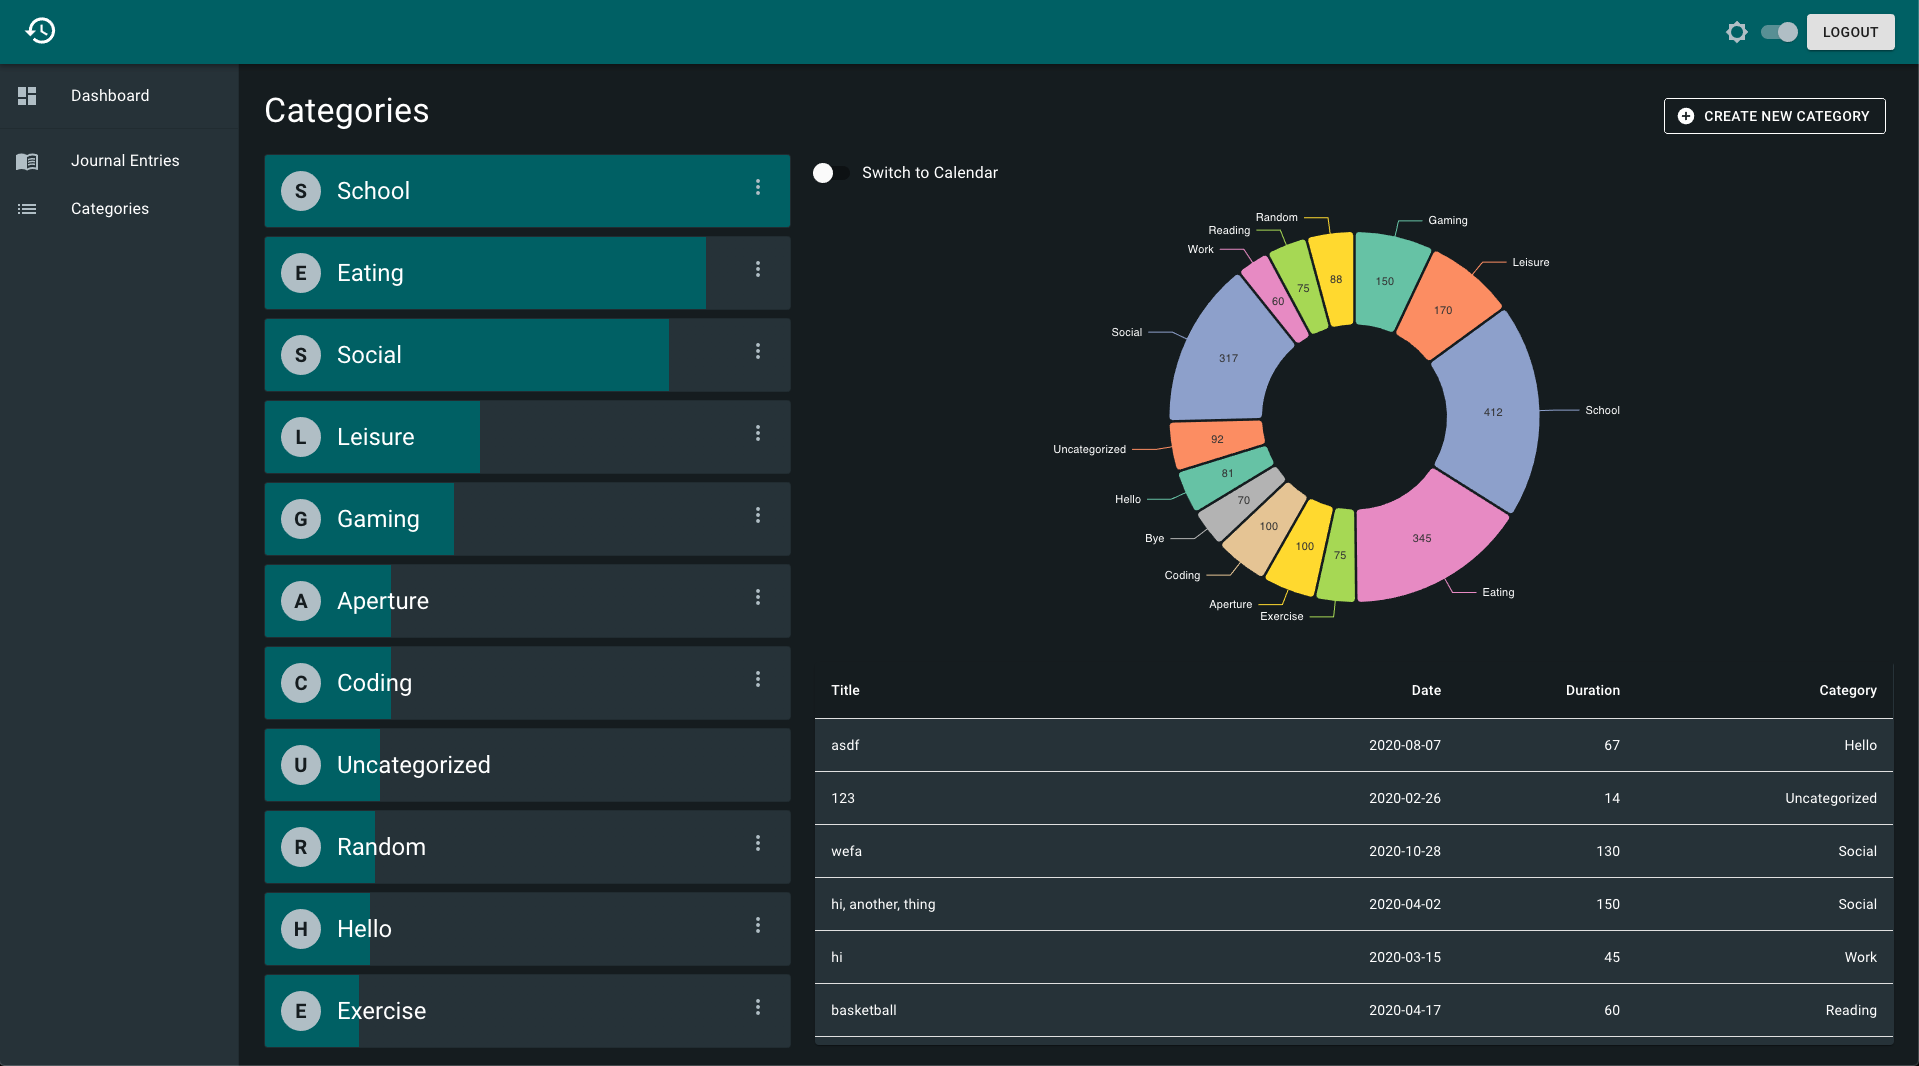 LOGOUT
Dashboard
Journal Entries
Categories
Categories
CREATE NEW CATEGORY
S School
E Eating
S Social
L Leisure
G Gaming
A Aperture
C Coding
U Uncategorized
R Random
H Hello
E Exercise
Switch to Calendar
Random
Gaming
Reading
Work
Leisure
88
150
75
60
170
Social
317
School
412
Uncategorized
92
Hello
81
Bye
70
Coding
100
Aperture
100
Exercise
75
345
Eating
Title Date Duration Category
asdf 2020-08-07 67 Hello
123 2020-02-26 14 Uncategorized
wefa 2020-10-28 130 Social
hi, another, thing 2020-04-02 150 Social
hi 2020-03-15 45 Work
basketball 2020-04-17 60 Reading